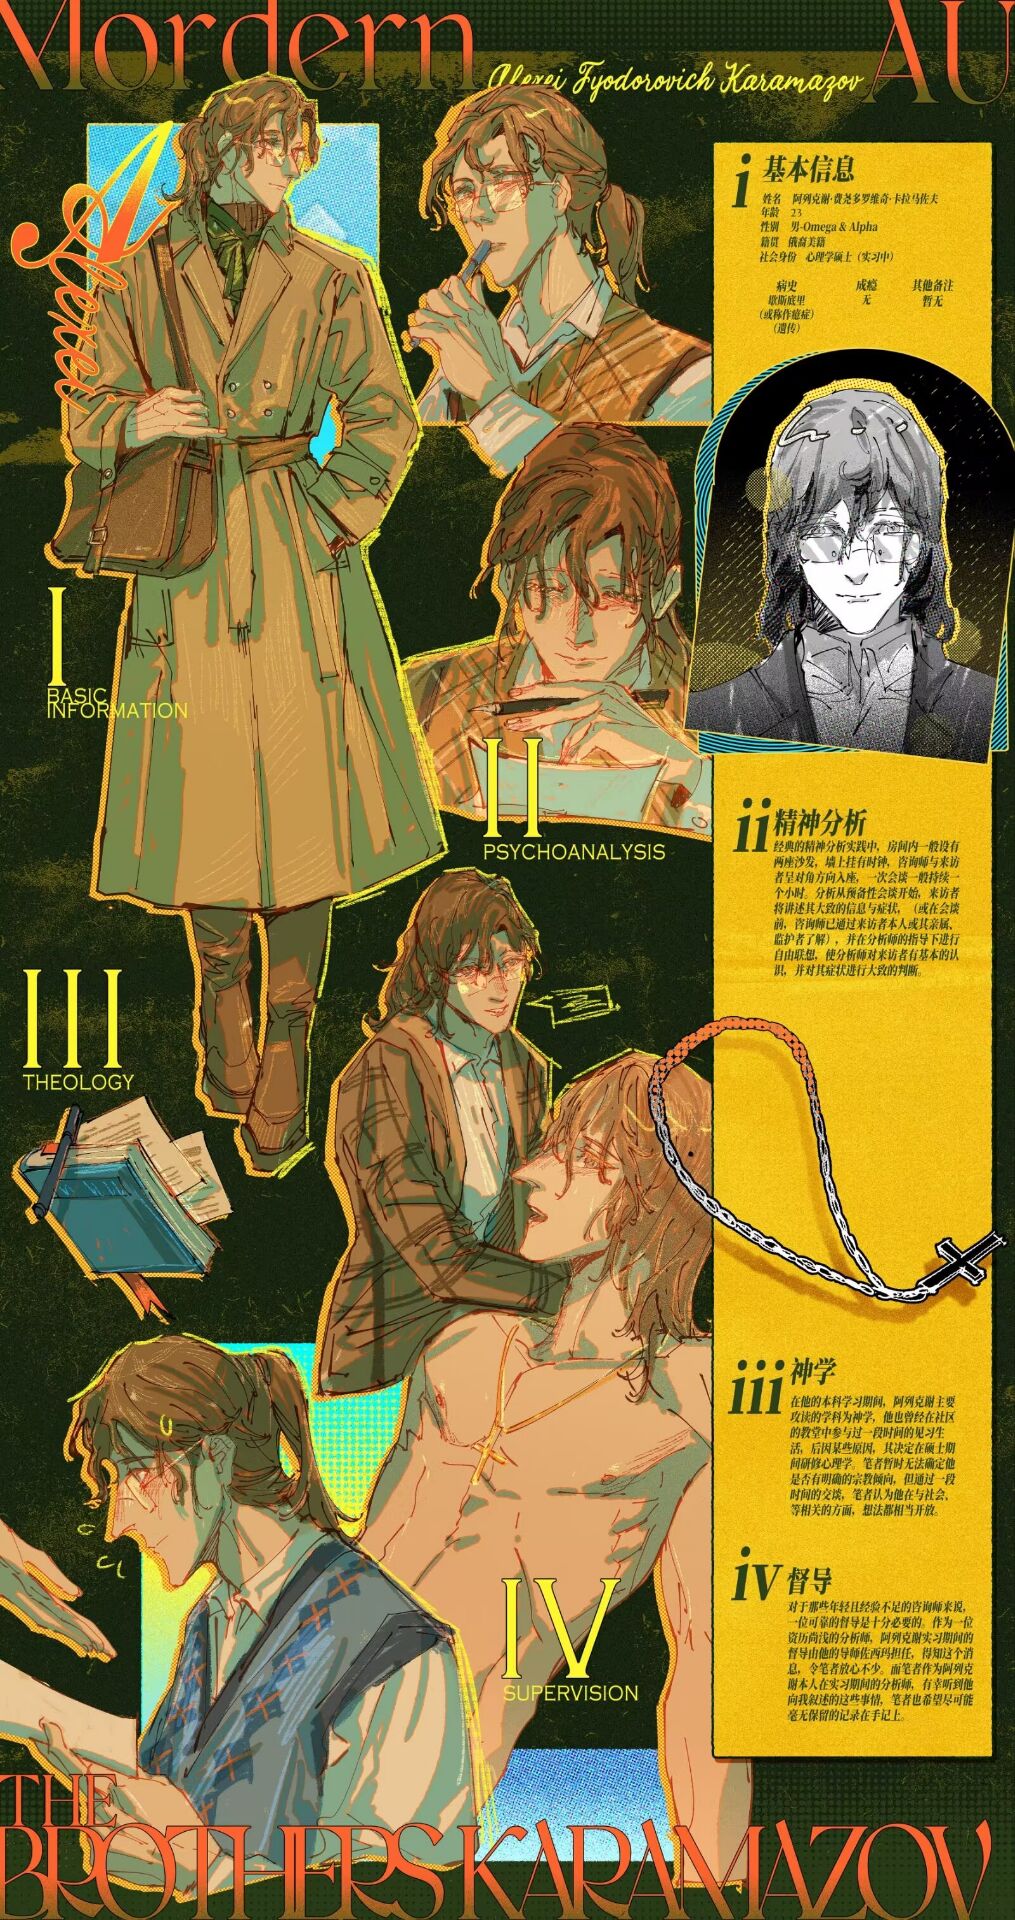 Mordern AU
Alexei Fyodorovich Karamazov
Alexei
I
BASIC
INFORMATION
II
PSYCHOANALYSIS
III
THEOLOGY
IV
SUPERVISION
i 基本信息
姓名 阿列克谢·费尧多罗维奇·卡拉马佐夫
年龄 23
性别 男-Omega & Alpha
籍贯 俄裔美籍
社会身份 心理学硕士（实习中）
病史 成瘾 其他备注
歇斯底里 无 暂无
（或称作癔症）
（遗传）
ii 精神分析
经典的精神分析实践中，房间内一般设有
两座沙发，墙上挂有时钟，咨询师与来访
者呈对角方向入座，一次会谈一般持续一
个小时。分析从预备性会谈开始，来访者
将讲述其大致的信息与症状，（或在会谈
前，咨询师已通过来访者本人或其亲属、
监护者了解），并在分析师的指导下进行
自由联想，使分析师对来访者有基本的认
识，并对其症状进行大致的判断。
iii 神学
在他的本科学习期间，阿列克谢主要
攻读的学科为神学，他也曾经在社区
的教堂中参与过一段时间的见习生
活，后因某些原因，其决定在硕士期
间研修心理学。笔者暂时无法确定他
是否有明确的宗教倾向，但通过一段
时间的交谈，笔者认为他在与社会、
等相关的方面，想法都相当开放。
iv 督导
对于那些年轻且经验不足的咨询师来说，
一位可靠的督导是十分必要的。作为一位
资历尚浅的分析师，阿列克谢实习期间的
督导由他的导师佐西玛担任，得知这个消
息，令笔者放心不少。而笔者作为阿列克
谢本人在实习期间的分析师，有幸听到他
向我叙述的这些事情，笔者也希望尽可能
毫无保留的记录在手记上。
THE
BROTHERS KARAMAZOV